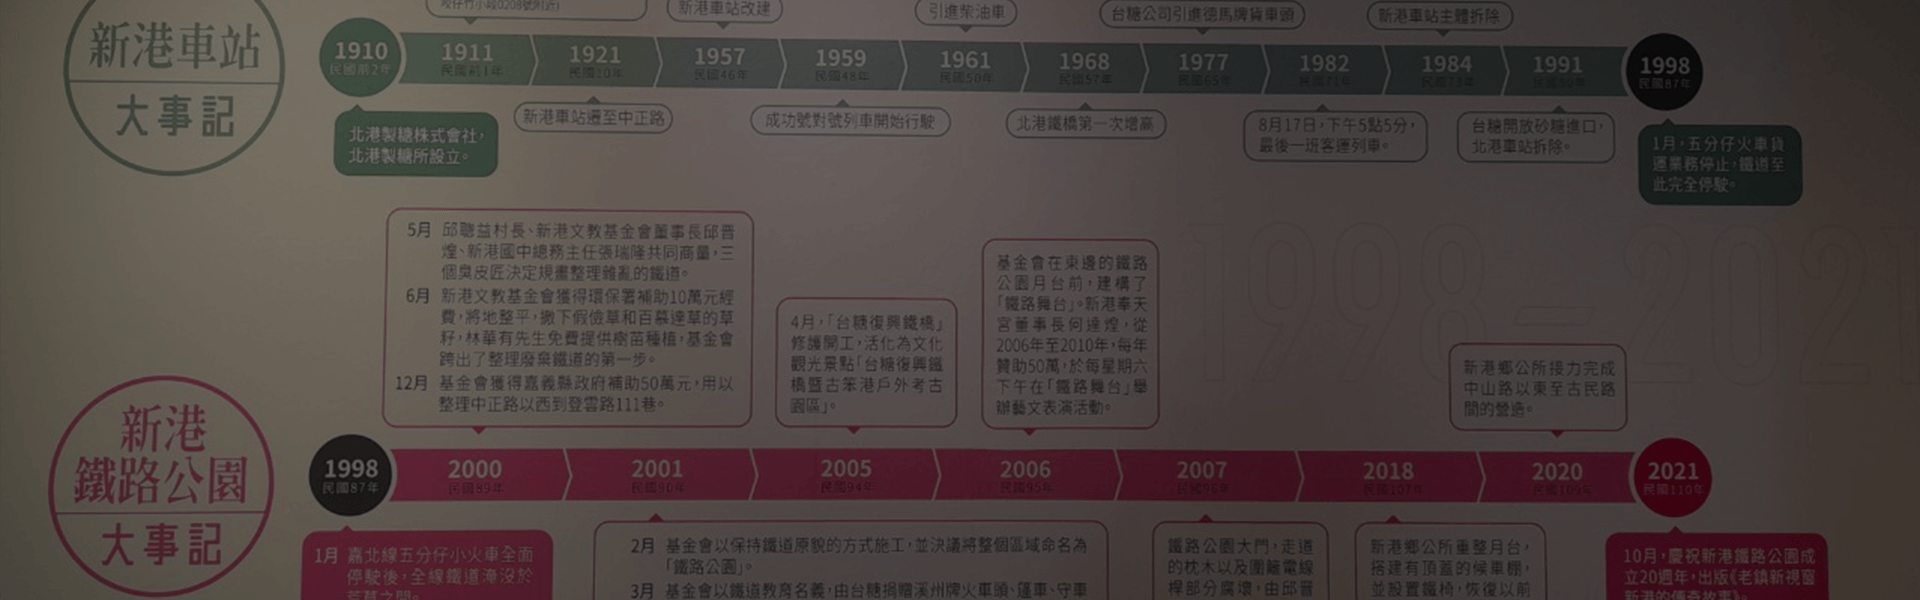 新港車站
大事記
新港車站改建
引進柴油車
台糖公司引進德馬牌貨車頭
新港車站主體拆除
1910
民國前2年
1911
民國前1年
1921
民國10年
1957
民國46年
1959
民國48年
1961
民國50年
1968
民國57年
1977
1982
民國71年
1984
民國73年
1991
民國80年
1998
民國87年
北港製糖株式會社,
北港製糖所設立。
新港車站遷至中正路
成功號對號列車開始行駛
北港鐵橋第一次增高
8月17日,下午5點5分,
最後一班客運列車。
台糖開放砂糖進口,
北港車站拆除。
1月,五分仔火車貨
運業務停止,鐵道至
此完全停駛。
1998—2021
新港
鐵路公園
大事記
5月 邱聰益村長、新港文教基金會董事長邱晋
煌、新港國中總務主任張瑞隆共同商量,三
個臭皮匠決定規畫整理雜亂的鐵道。
6月 新港文教基金會獲得環保署補助10萬元經
費,將地整平,撒下假儉草和百慕達草的草
籽,林華有先生免費提供樹苗種植,基金會
跨出了整理廢棄鐵道的第一步。
12月 基金會獲得嘉義縣政府補助50萬元,用以
整理中正路以西到登雲路111巷。
4月,「台糖復興鐵橋」
修護開工,活化為文化
觀光景點「台糖復興鐵
橋暨古笨港戶外考古
園區」。
基金會在東邊的鐵路
公園月台前,建構了
「鐵路舞台」。新港奉天
宮董事長何達煌,從
2006年至2010年,每年
贊助50萬,於每星期六
下午在「鐵路舞台」舉
辦藝文表演活動。
新港鄉公所接力完成
中山路以東至古民路
間的營造。
1998
民國87年
2000
民國89年
2001
民國90年
2005
民國94年
2006
民國95年
2007
民國96年
2018
民國107年
2020
民國109年
2021
民國110年
1月 嘉北線五分仔小火車全面
停駛後,全線鐵道淹沒於
2月 基金會以保持鐵道原貌的方式施工,並決議將整個區域命名為
「鐵路公園」。
3月 基金會以鐵道教育名義,由台糖捐贈溪州牌火車頭、篷車、守車
鐵路公園大門,走道
的枕木以及圍籬電線
桿部分腐壞,由邱晋
新港鄉公所重整月台,
搭建有頂蓋的候車棚,
並設置鐵椅,恢復以前
10月,慶祝新港鐵路公園成
立20週年,出版《老鎮新視窗
新港的傳奇故事》。